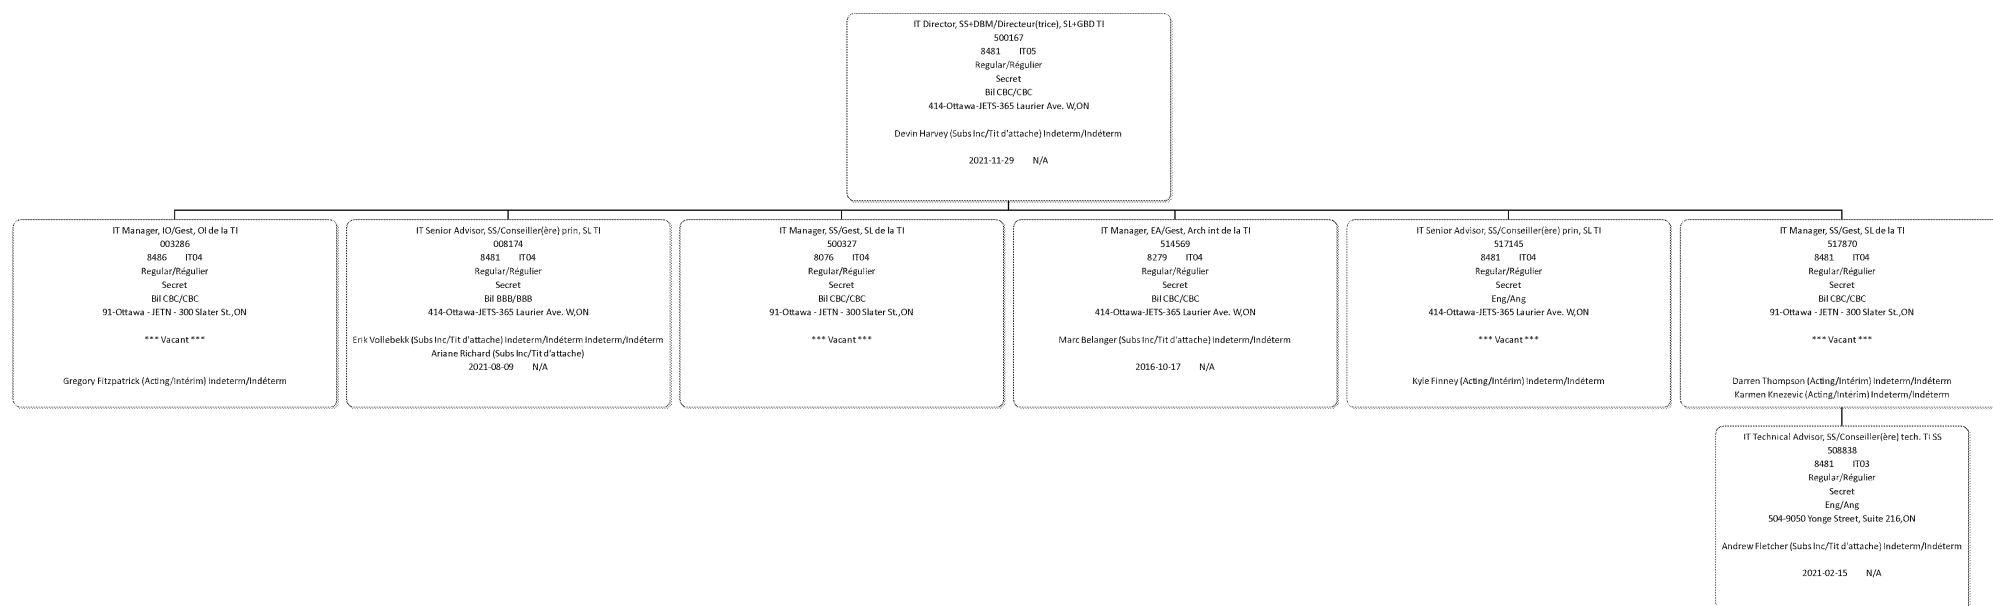 IT Director, SS+DBM/Directeur(trice), SL+GBD TI
500167
8481 IT05
Regular/Régulier
Secret
Bil CBC/CBC
414-Ottawa-JETS-365 Laurier Ave. W,ON
Devin Harvey (Subs Inc/Tit d'attache) Indeterm/Indéterm
2021-11-29 N/A
IT Manager, IO/Gest, OI de la TI
003286
8486 IT04
Regular/Régulier
Secret
Bil CBC/CBC
91-Ottawa - JETN - 300 Slater St.,ON
*** Vacant ***
Gregory Fitzpatrick (Acting/Intérim) Indeterm/Indéterm
IT Senior Advisor, SS/Conseiller(ère) prin, SL TI
008174
8481 IT04
Regular/Régulier
Secret
Bil BBB/BBB
414-Ottawa-JETS-365 Laurier Ave. W,ON
Erik Vollebekk (Subs Inc/Tit d'attache) Indeterm/Indéterm Indeterm/Indéterm
Ariane Richard (Subs Inc/Tit d'attache)
2021-08-09 N/A
IT Manager, SS/Gest, SL de la TI
500327
8076 IT04
Regular/Régulier
Secret
Bil CBC/CBC
91-Ottawa - JETN - 300 Slater St.,ON
*** Vacant ***
IT Manager, EA/Gest, Arch int de la TI
514569
8279 IT04
Regular/Régulier
Secret
Bil CBC/CBC
414-Ottawa-JETS-365 Laurier Ave. W,ON
Marc Belanger (Subs Inc/Tit d'attache) Indeterm/Indéterm
2016-10-17 N/A
IT Senior Advisor, SS/Conseiller(ère) prin, SL TI
517145
8481 IT04
Regular/Régulier
Secret
Eng/Ang
414-Ottawa-JETS-365 Laurier Ave. W,ON
*** Vacant ***
Kyle Finney (Acting/Intérim) Indeterm/Indéterm
IT Manager, SS/Gest, SL de la TI
517870
8481 IT04
Regular/Régulier
Secret
Bil CBC/CBC
91-Ottawa - JETN - 300 Slater St.,ON
*** Vacant ***
Darren Thompson (Acting/Intérim) Indeterm/Indéterm
Karmen Knezevic (Acting/Intérim) Indeterm/Indéterm
IT Technical Advisor, SS/Conseiller(ère) tech. TI SS
508838
8481 IT03
Regular/Régulier
Secret
Eng/Ang
504-9050 Yonge Street, Suite 216,ON
Andrew Fletcher (Subs Inc/Tit d'attache) Indeterm/Indéterm
2021-02-15 N/A